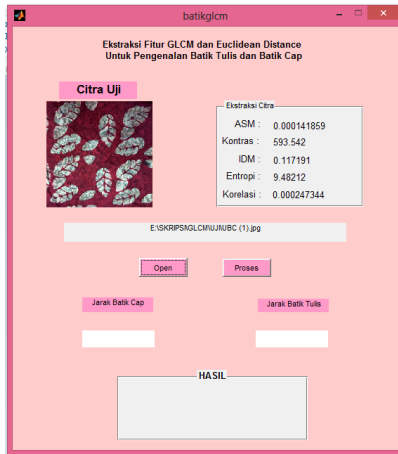 batikglcm
Ekstraksi Fitur GLCM dan Euclidean Distance
Untuk Pengenalan Batik Tulis dan Batik Cap
Citra Uji
Ekstraksi Citra
ASM : 0.000141859
Kontras : 593.542
IDM : 0.117191
Entropi : 9.48212
Korelasi : 0.000247344
E:\SKRIPSI\GLCM\UJI\UBC (1).jpg
Open Proses
Jarak Batik Cap Jarak Batik Tulis
HASIL